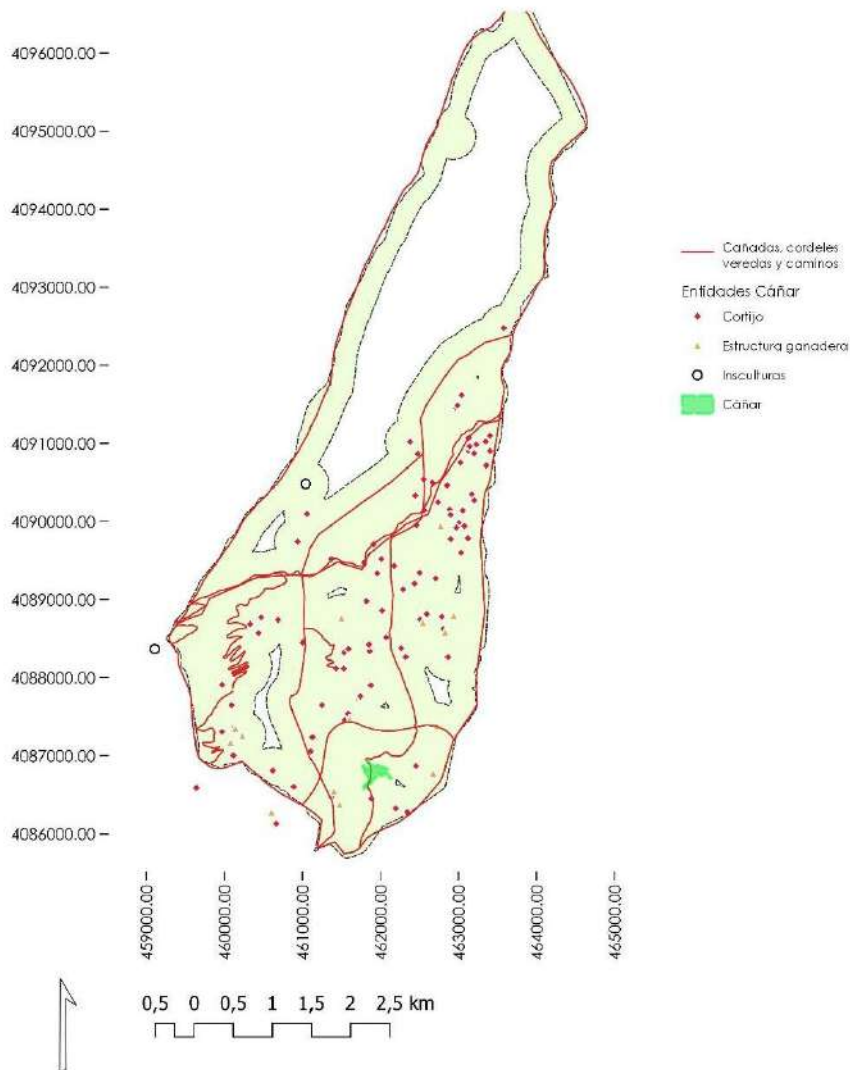 4096000.00
4095000.00
4094000.00
4093000.00
4092000.00
4091000.00
4090000.00
4089000.00
4088000.00
4087000.00
4086000.00
Cañadas, cordeles
veredas y caminos
Entidades Cáñar
Cortijo
Estructura ganadera
Insculturas
Cáñar
459000.00
460000.00
461000.00
462000.00
463000.00
464000.00
465000.00
0,5 0 0,5 1 1,5 2 2,5 km